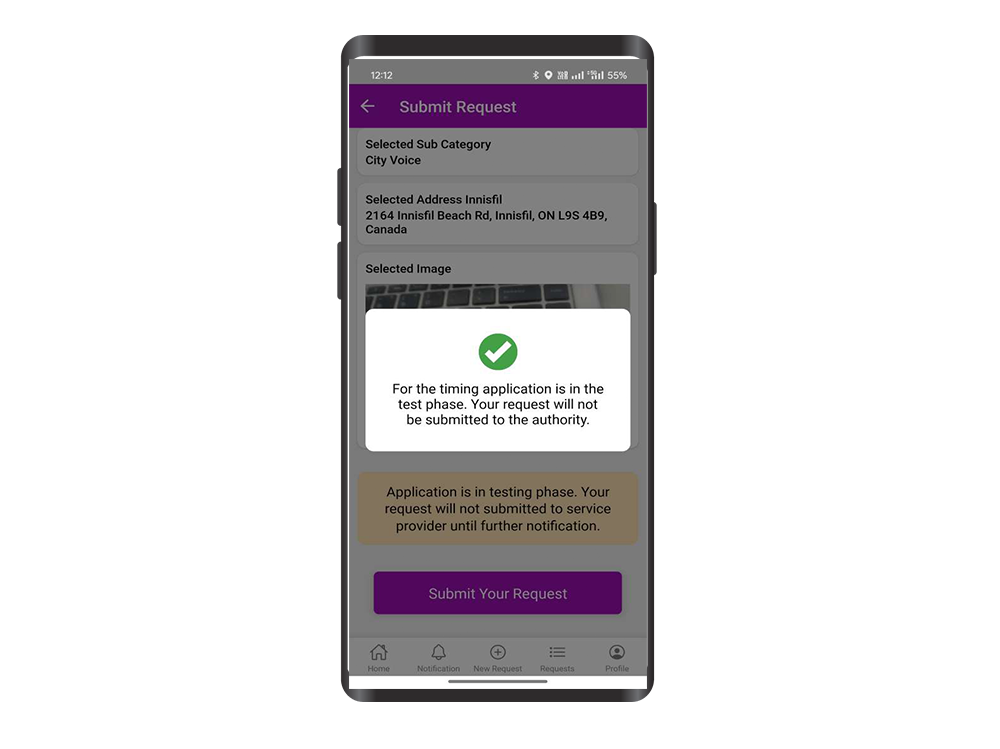 12:12
55%
Submit Request
Selected Sub Category
City Voice
Selected Address Innisfil
2164 Innisfil Beach Rd, Innisfil, ON L9S 4B9,
Canada
Selected Image
For the timing application is in the
test phase. Your request will not
be submitted to the authority.
Application is in testing phase. Your
request will not submitted to service
provider until further notification.
Submit Your Request
Home
Notification
New Request
Requests
Profile